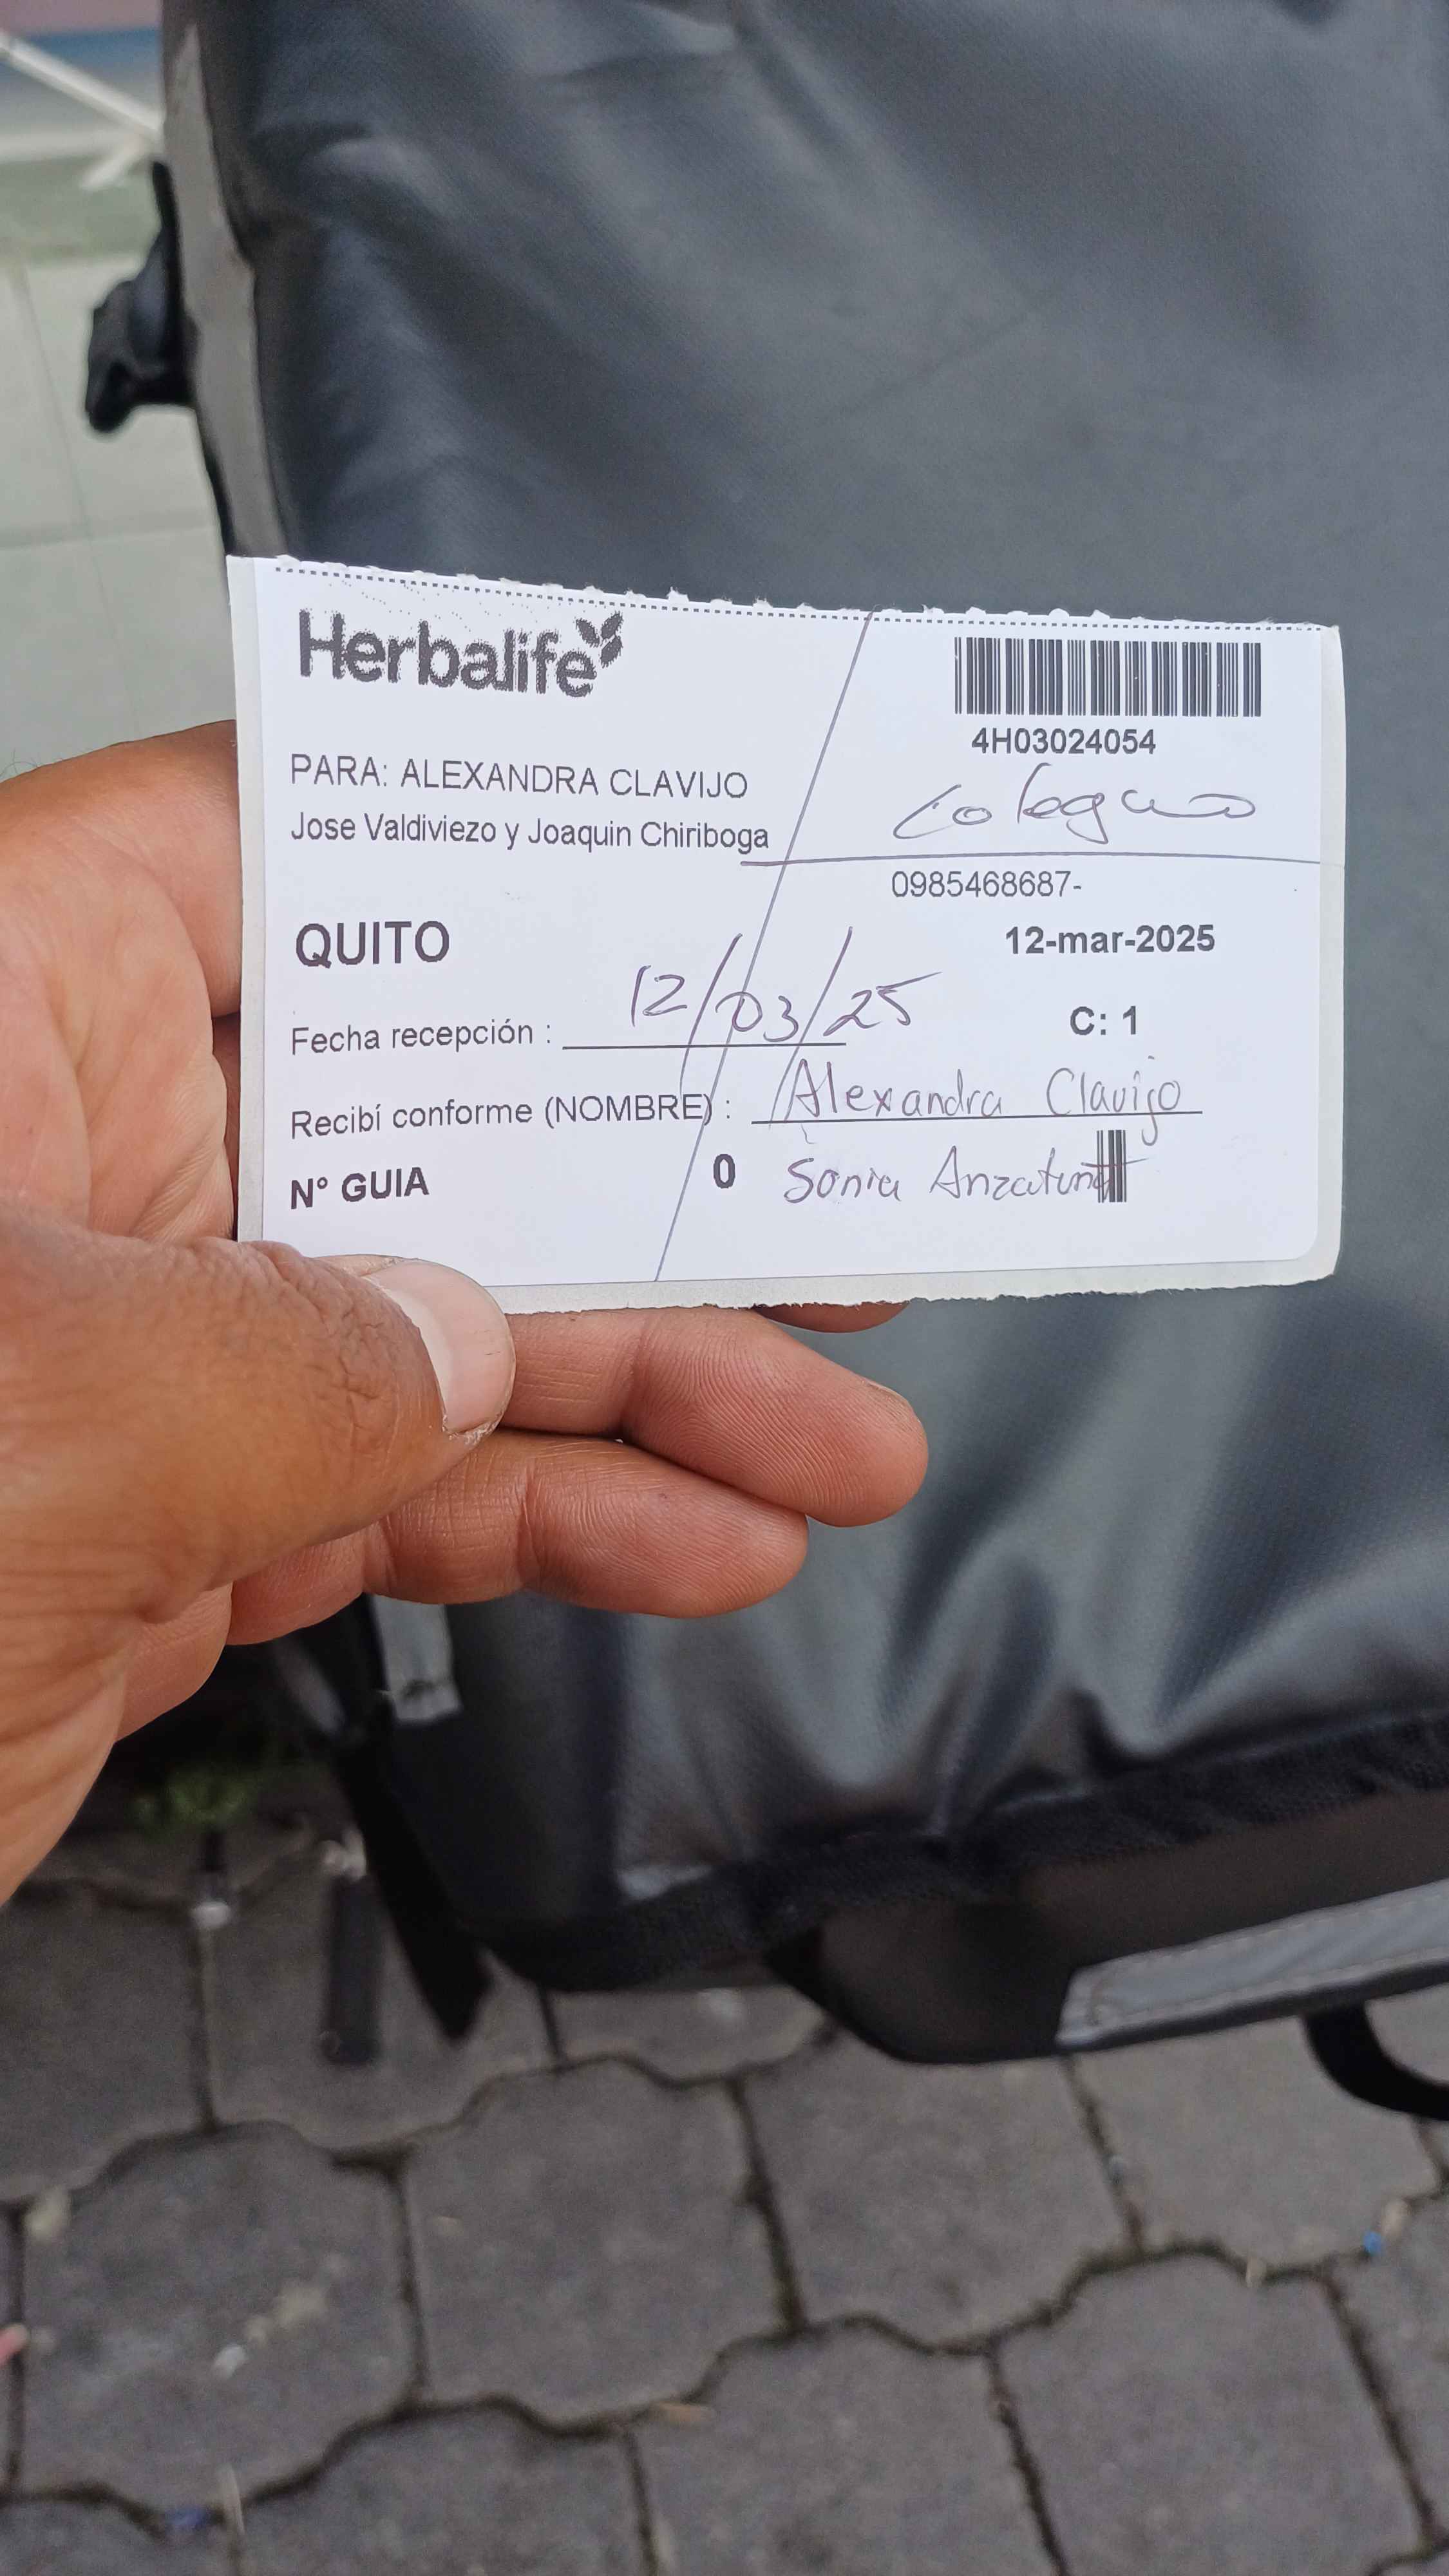 Herbalife
4H03024054
PARA: ALEXANDRA CLAVIJO
Jose Valdiviezo y Joaquin Chiriboga
0985468687-
QUITO
12-mar-2025
12/03/25
Fecha recepción :
C: 1
Recibí conforme (NOMBRE) : Alexandra Clavijo
N° GUIA 0 Sonia